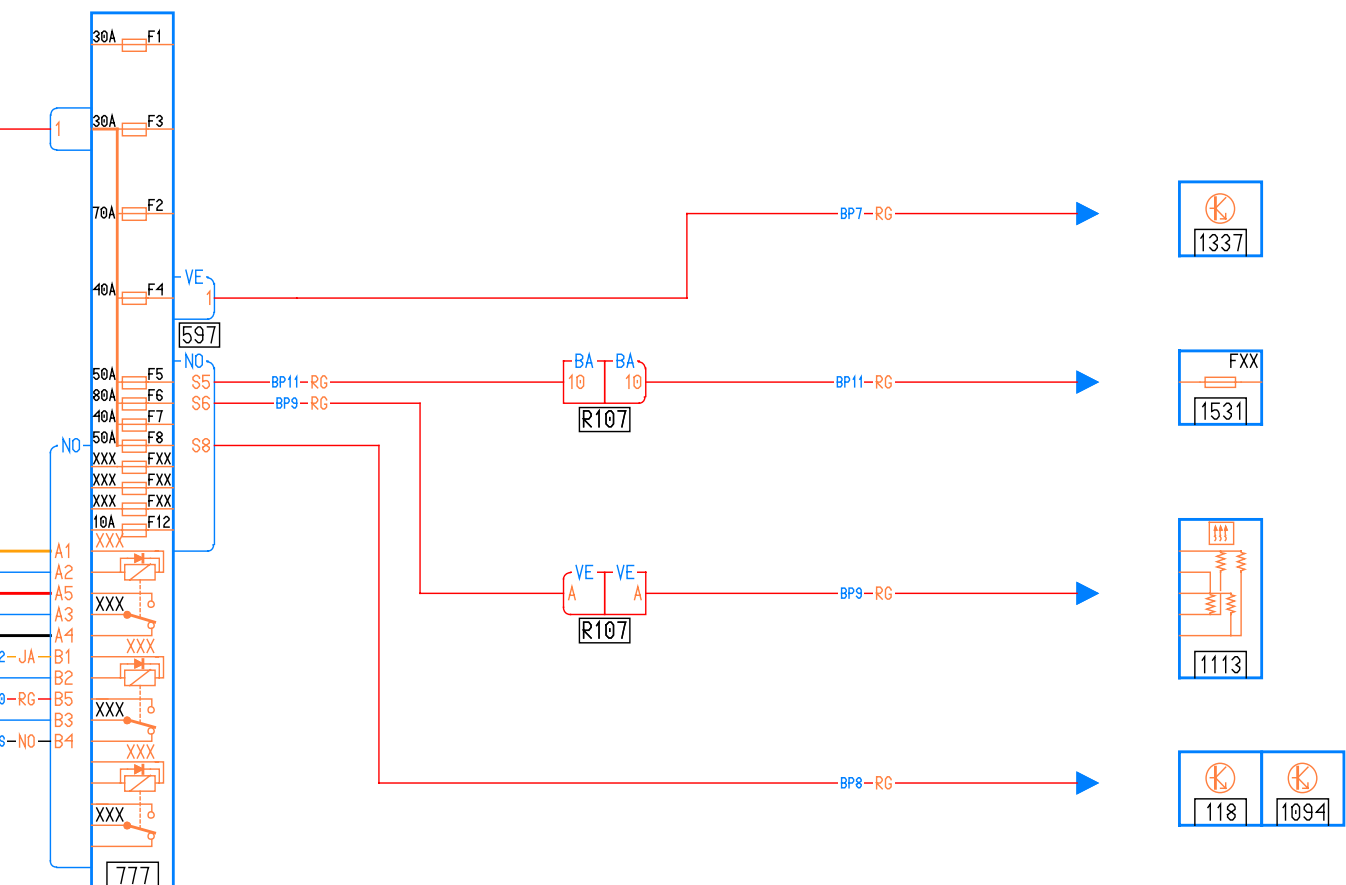 30A F1
1 30A F3
70A F2
BP7 RG
1337
VE
40A F4 1
597
NO BA BA FXX
50A F5 S5 BP11 RG 10 10 BP11 RG
80A F6 S6 BP9 RG 1531
40A F7 R107
NO 50A F8 S8
XXX FXX
XXX FXX
XXX FXX
10A F12
XXX
A1
A2 VE VE
A5 A A BP9 RG
XXX
A3
R107
A4
XXX
2 JA B1
1113
B2
0 RG B5
XXX
B3
S NO B4
XXX
BP8 RG
XXX 118 1094
777